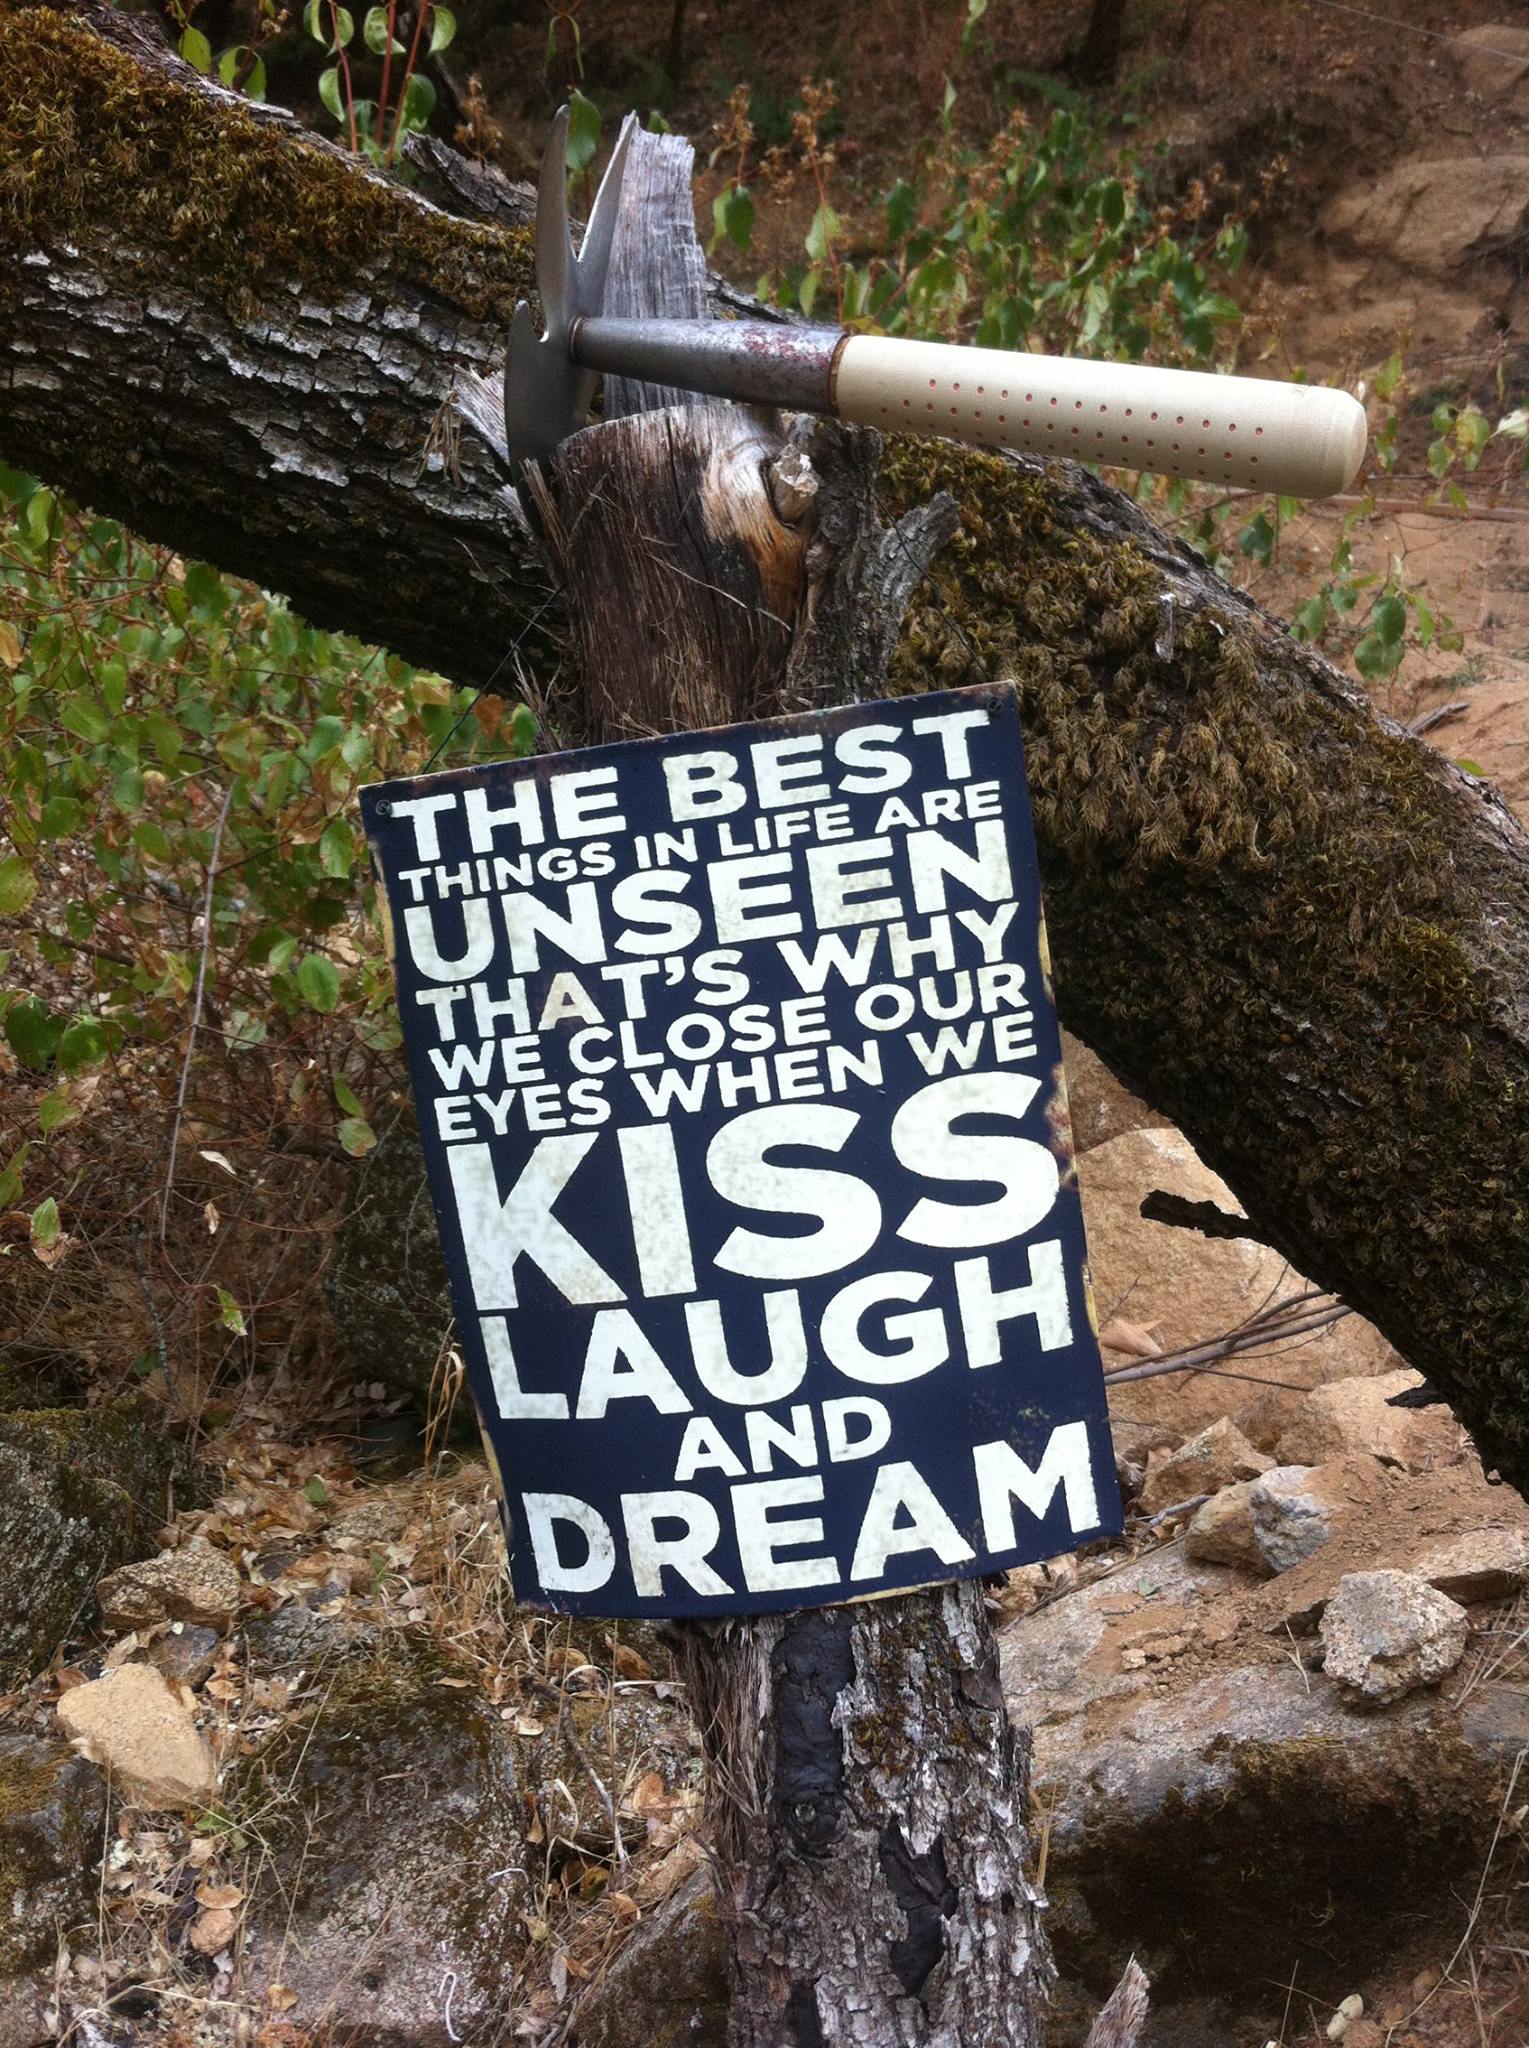 THE BEST
THINGS IN LIFE ARE
UNSEEN
THAT'S WHY
WE CLOSE OUR
EYES WHEN WE
KISS
LAUGH
AND
DREAM